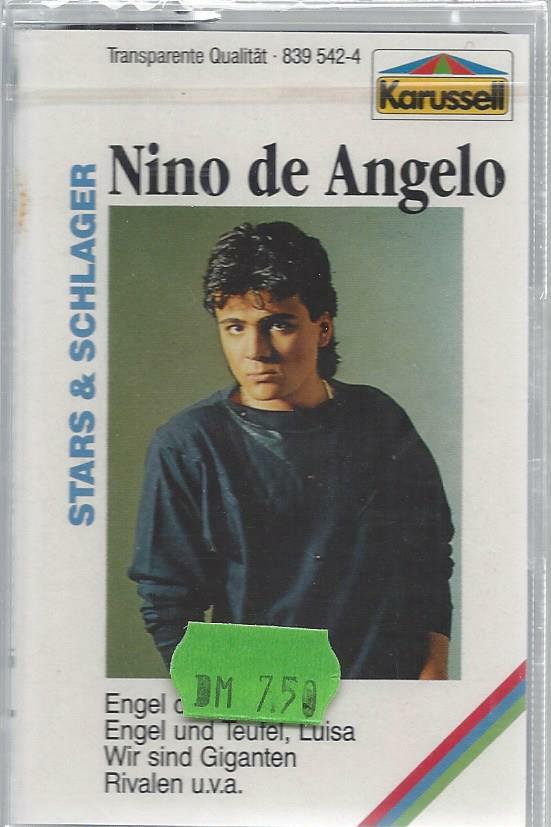 Transparente Qualität · 839 542-4
Karussell
Nino de Angelo
STARS & SCHLAGER
DM 7.50
Engel
Engel und Teufel, Luisa
Wir sind Giganten
Rivalen u.v.a.